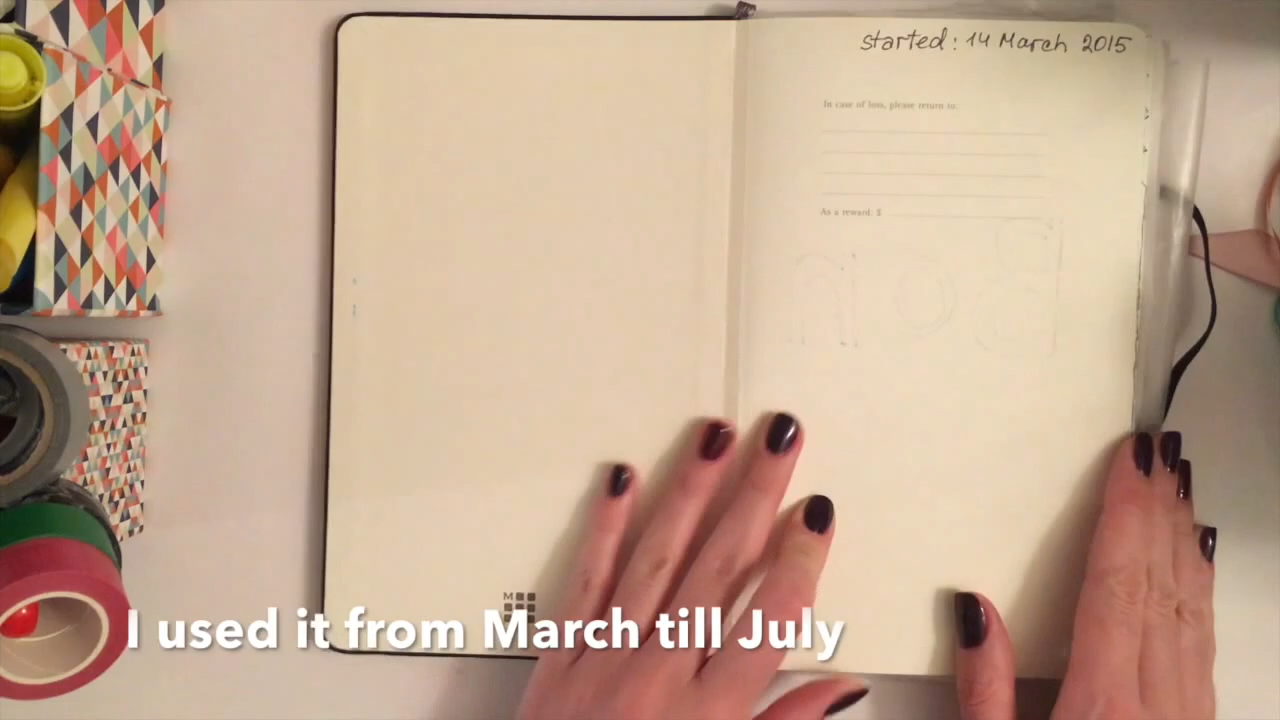 started: 14 March 2015
In case of loss, please return to:
As a reward: $
M
I used it from March till July